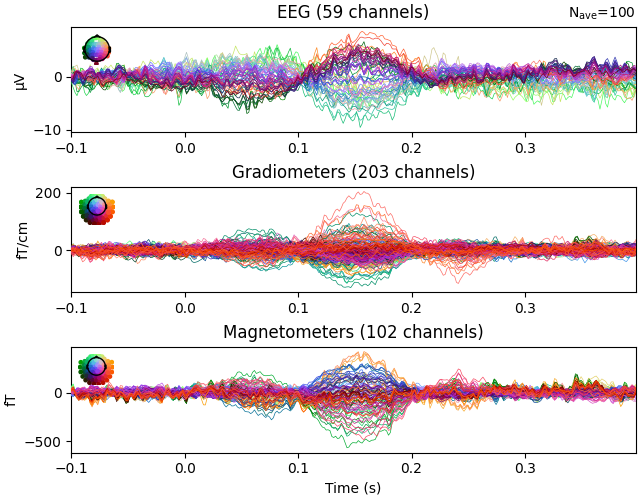 EEG (59 channels)
Nave=100
µV
0
−10
−0.1 0.0 0.1 0.2 0.3
Gradiometers (203 channels)
fT/cm
200
0
−0.1 0.0 0.1 0.2 0.3
Magnetometers (102 channels)
fT
0
−500
−0.1 0.0 0.1 0.2 0.3
Time (s)